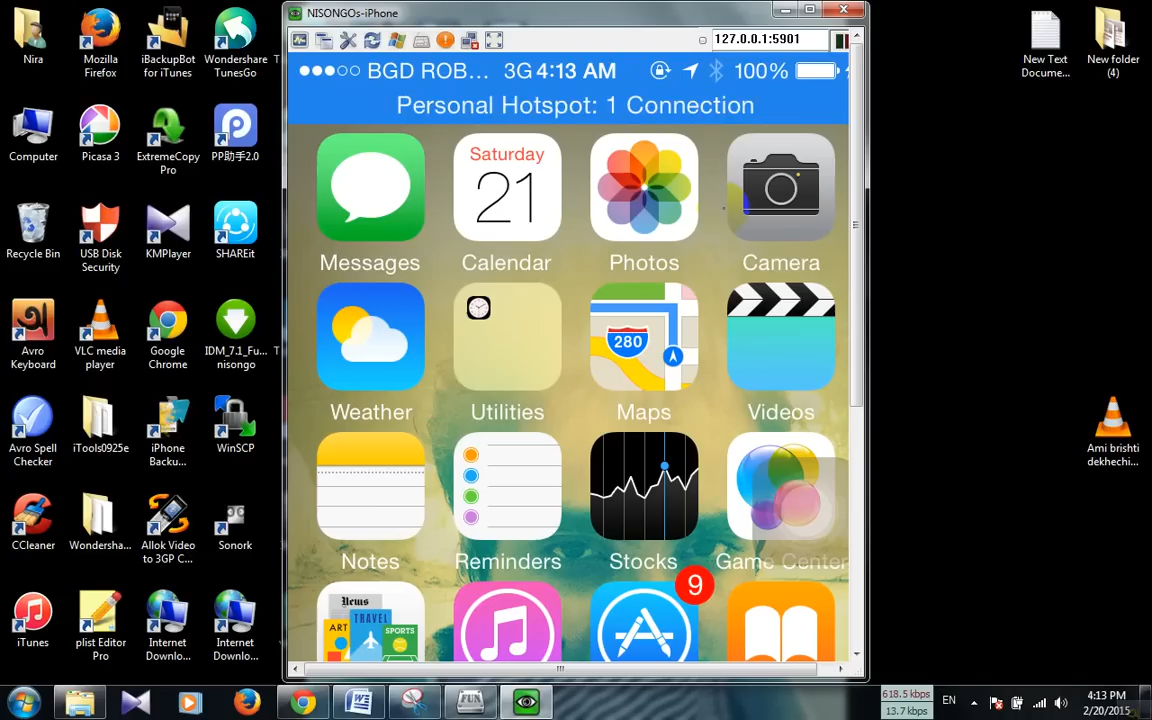 NISONGOs-iPhone
127.0.0.1:5901
BGD ROB... 3G 4:13 AM 100%
Personal Hotspot: 1 Connection
Saturday
21
Messages Calendar Photos Camera
280
Weather Utilities Maps Videos
Notes Reminders Stocks Game Center
9
News
ART TRAVEL SPORTS
Nira
Mozilla Firefox
iBackupBot for iTunes
Wondershare TunesGo
Computer
Picasa 3
ExtremeCopy Pro
PP助手2.0
Recycle Bin
USB Disk Security
KMPlayer
SHAREit
অ
Avro Keyboard
VLC media player
Google Chrome
IDM_7.1_Fu... nisongo
Avro Spell Checker
iTools0925e
iPhone Backu...
WinSCP
CCleaner
Wondersha...
Allok Video to 3GP C...
Sonork
iTunes
plist Editor Pro
Internet Downlo...
Internet Downlo...
New Text Docume...
New folder (4)
Ami brishti dekhechi...
FUN
618.5 kbps
13.7 kbps
EN
4:13 PM
2/20/2015